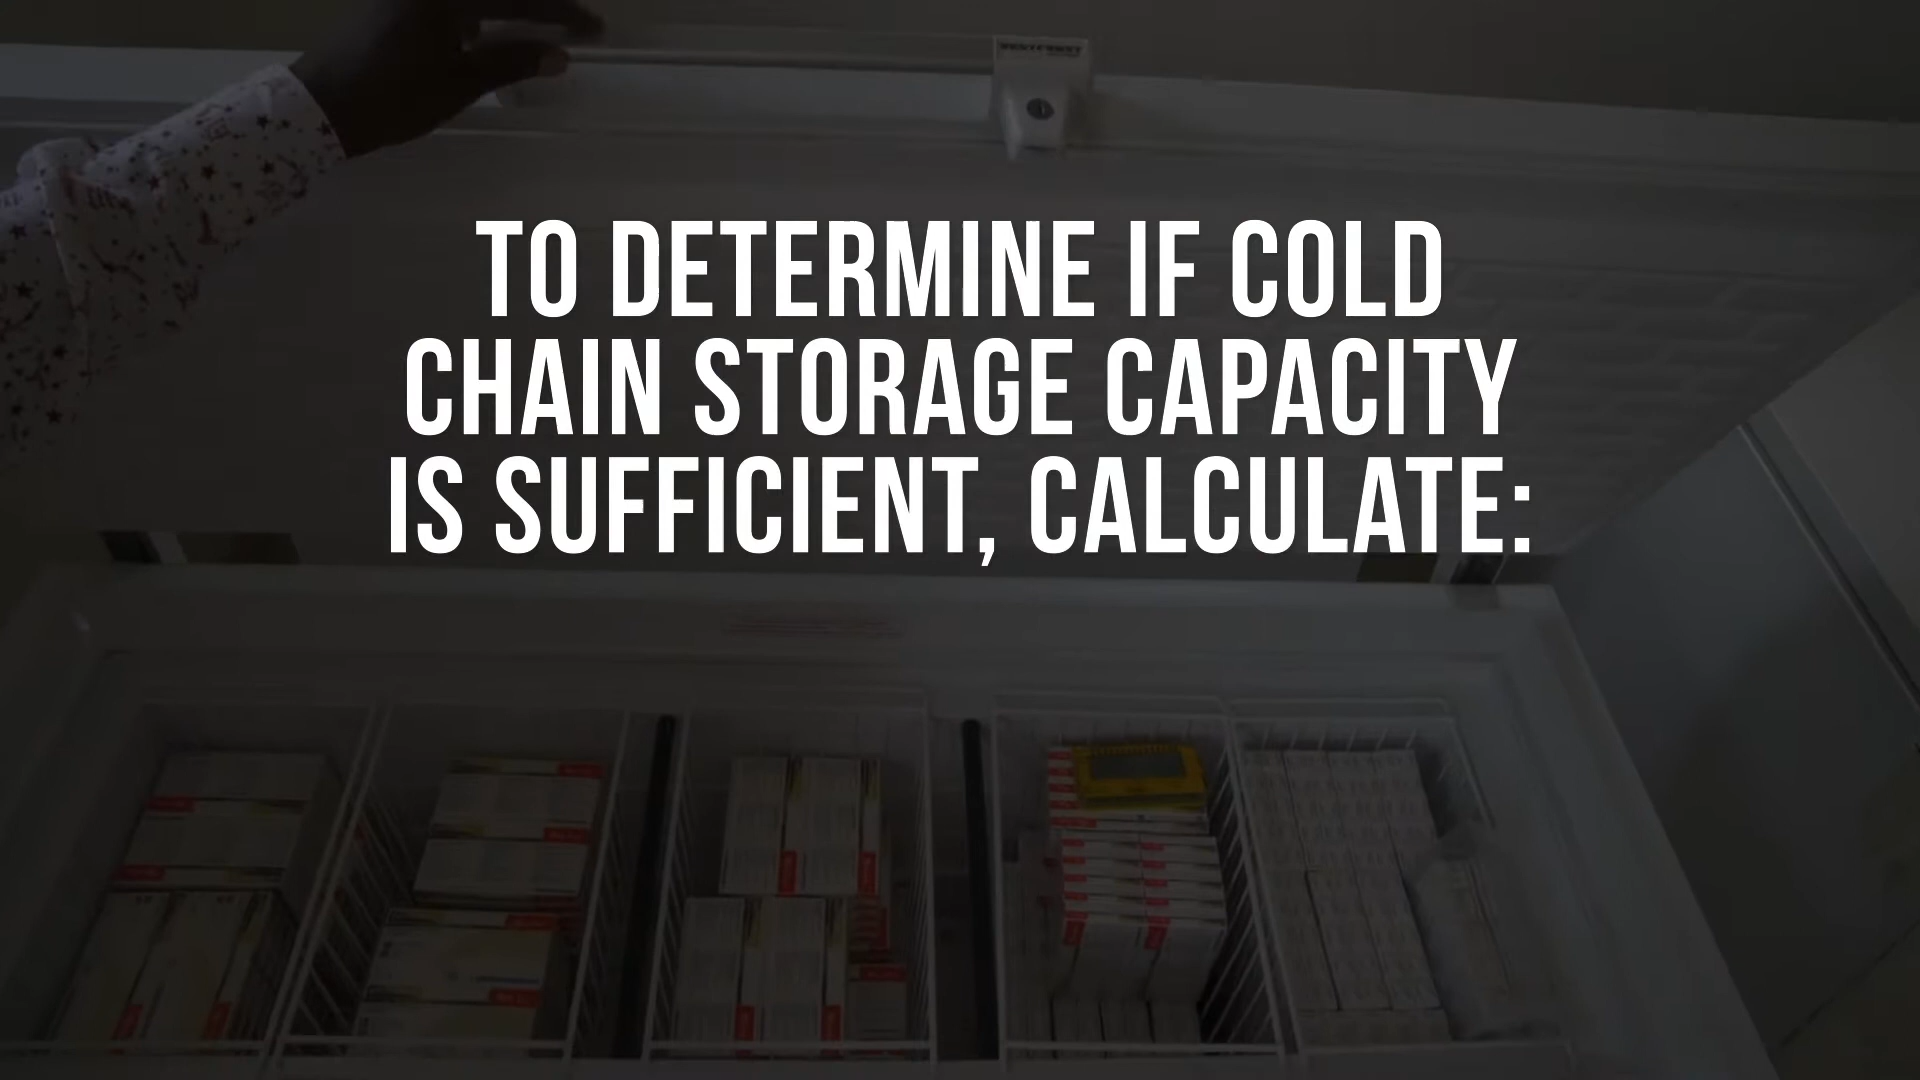 TO DETERMINE IF COLD
CHAIN STORAGE CAPACITY
IS SUFFICIENT, CALCULATE: